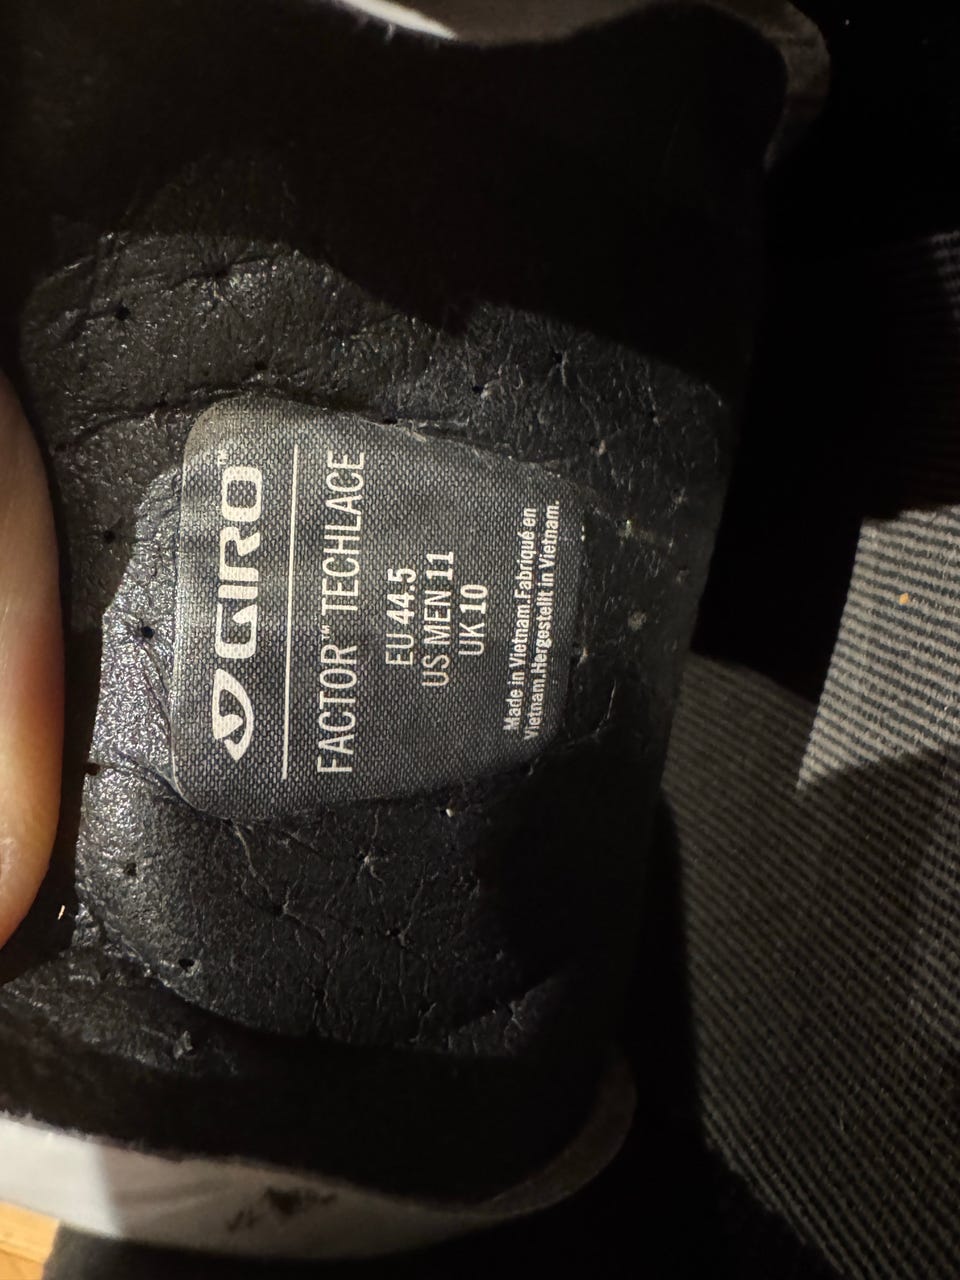 GIRO™
FACTOR™ TECHLACE
EU 44.5
US MEN 11
UK 10
Made in Vietnam.Fabriqué en
Vietnam.Hergestellt in Vietnam.